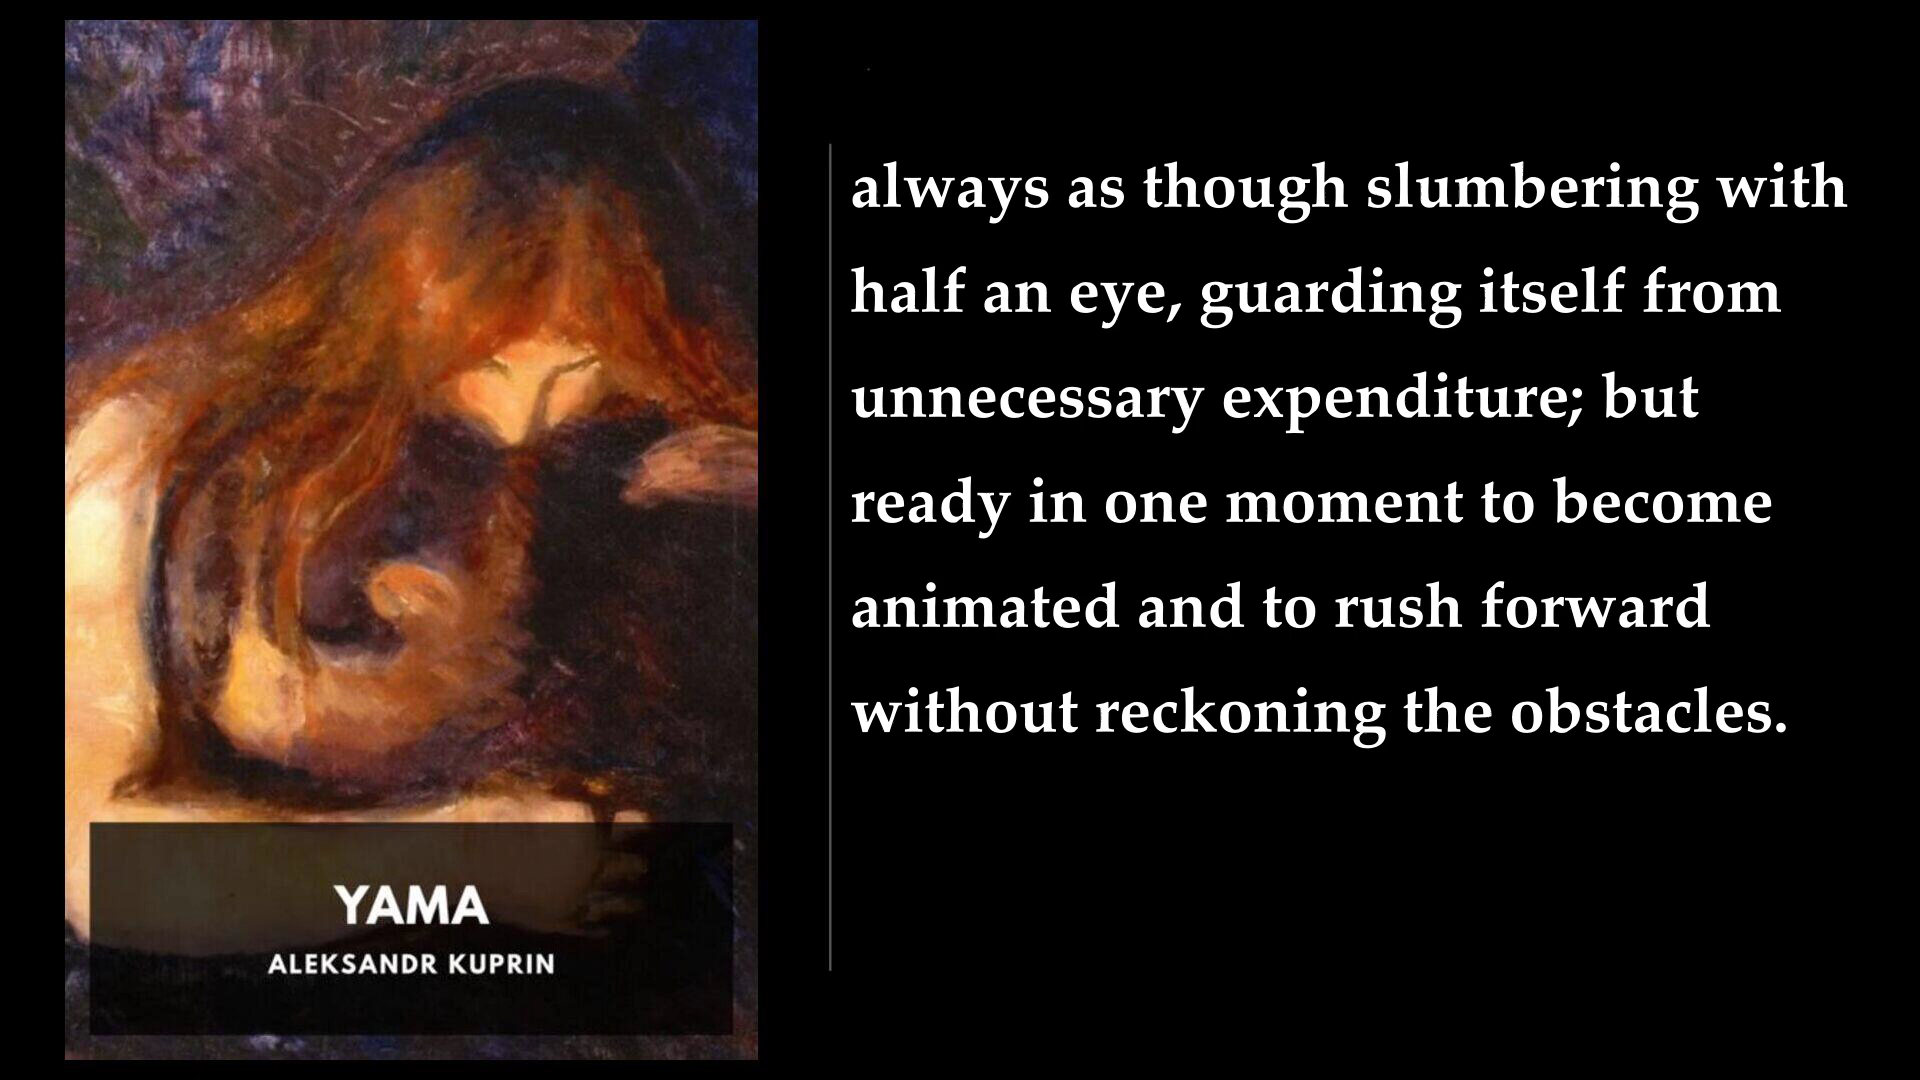 always as though slumbering with
half an eye, guarding itself from
unnecessary expenditure; but
ready in one moment to become
animated and to rush forward
without reckoning the obstacles.
YAMA
ALEKSANDR KUPRIN